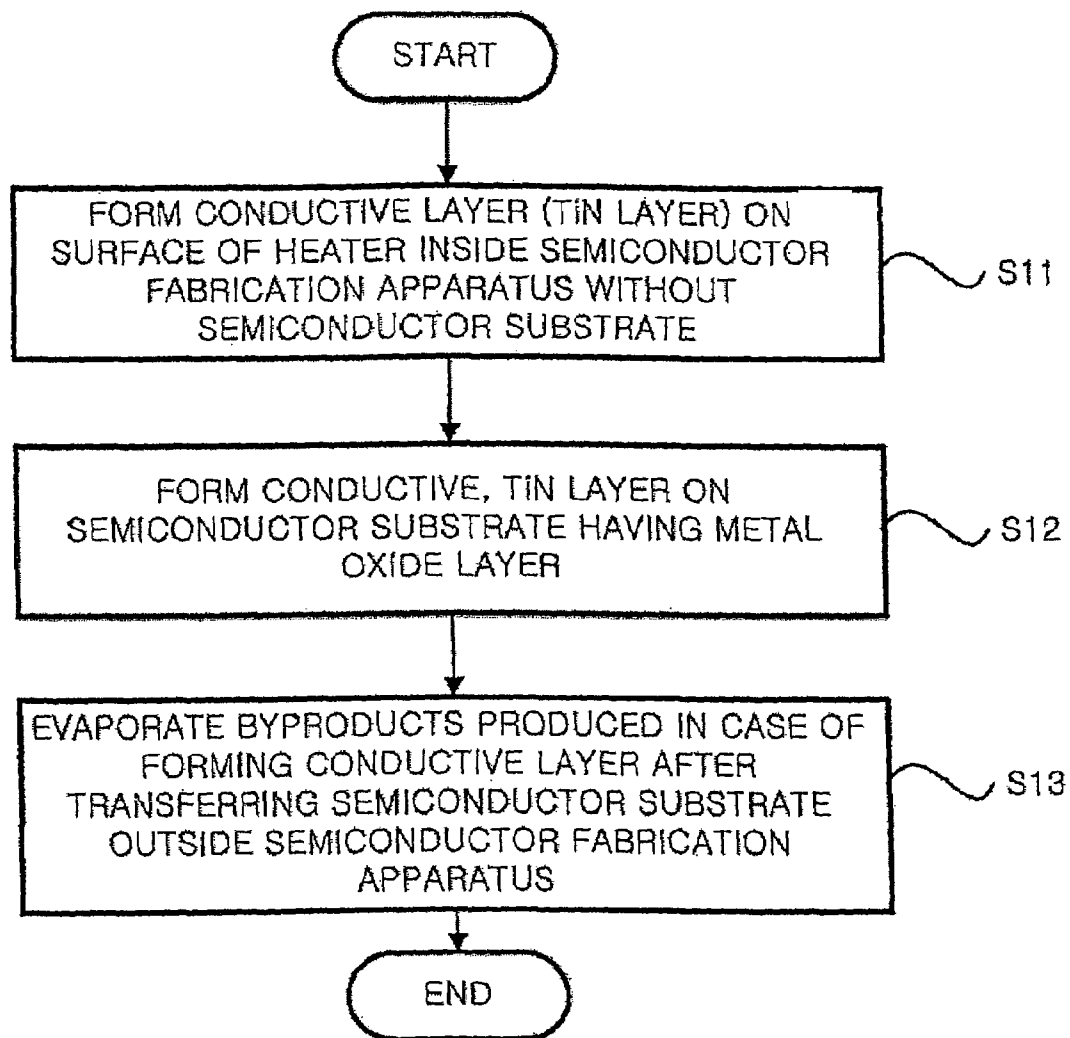 START
FORM CONDUCTIVE LAYER (TiN LAYER) ON
SURFACE OF HEATER INSIDE SEMICONDUCTOR
FABRICATION APPARATUS WITHOUT
SEMICONDUCTOR SUBSTRATE
S11
FORM CONDUCTIVE, TiN LAYER ON
SEMICONDUCTOR SUBSTRATE HAVING METAL
OXIDE LAYER
S12
EVAPORATE BYPRODUCTS PRODUCED IN CASE OF
FORMING CONDUCTIVE LAYER AFTER
TRANSFERRING SEMICONDUCTOR SUBSTRATE
OUTSIDE SEMICONDUCTOR FABRICATION
APPARATUS
S13
END